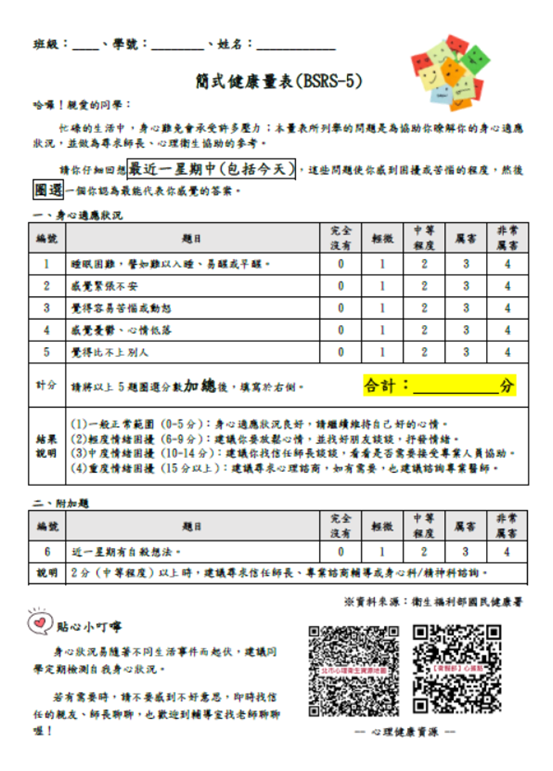 班級：____、學號：________、姓名：____________
簡式健康量表(BSRS-5)
哈囉！親愛的同學：
忙碌的生活中，身心難免會承受許多壓力；本量表所列舉的問題是為協助你瞭解你的身心適應
狀況，並做為尋求師長、心理衛生協助的參考。
請你仔細回想最近一星期中(包括今天)，這些問題使你感到困擾或苦惱的程度，然後
圈選一個你認為最能代表你感覺的答案。
一、身心適應狀況
編號 題目 完全沒有 輕微 中等程度 厲害 非常厲害
1 睡眠困難，譬如難以入睡、易醒或早醒。 0 1 2 3 4
2 感覺緊張不安 0 1 2 3 4
3 覺得容易苦惱或動怒 0 1 2 3 4
4 感覺憂鬱、心情低落 0 1 2 3 4
5 覺得比不上別人 0 1 2 3 4
計分 請將以上 5 題圈選分數加總後，填寫於右側。 合計：__________分
結果說明
(1)一般正常範圍 (0-5 分)：身心適應狀況良好，請繼續維持自己好的心情。
(2)輕度情緒困擾 (6-9 分)：建議你要放鬆心情，並找好朋友談談，抒發情緒。
(3)中度情緒困擾 (10-14 分)：建議你找信任師長談談，看看是否需要接受專業人員協助。
(4)重度情緒困擾 (15 分以上)：建議尋求心理諮商，如有需要，也建議諮詢專業醫師。
二、附加題
編號 題目 完全沒有 輕微 中等程度 厲害 非常厲害
6 近一星期有自殺想法。 0 1 2 3 4
說明 2 分 (中等程度) 以上時，建議尋求信任師長、專業諮商輔導或身心科/精神科諮詢。
※資料來源：衛生福利部國民健康署
貼心小叮嚀
身心狀況易隨著不同生活事件而起伏，建議同
學定期檢測自我身心狀況。
若有需要時，請不要感到不好意思，即時找信
任的親友、師長聊聊，也歡迎到輔導室找老師聊聊
喔！
北市心理衛生資源地圖
-- 心理健康資源 --